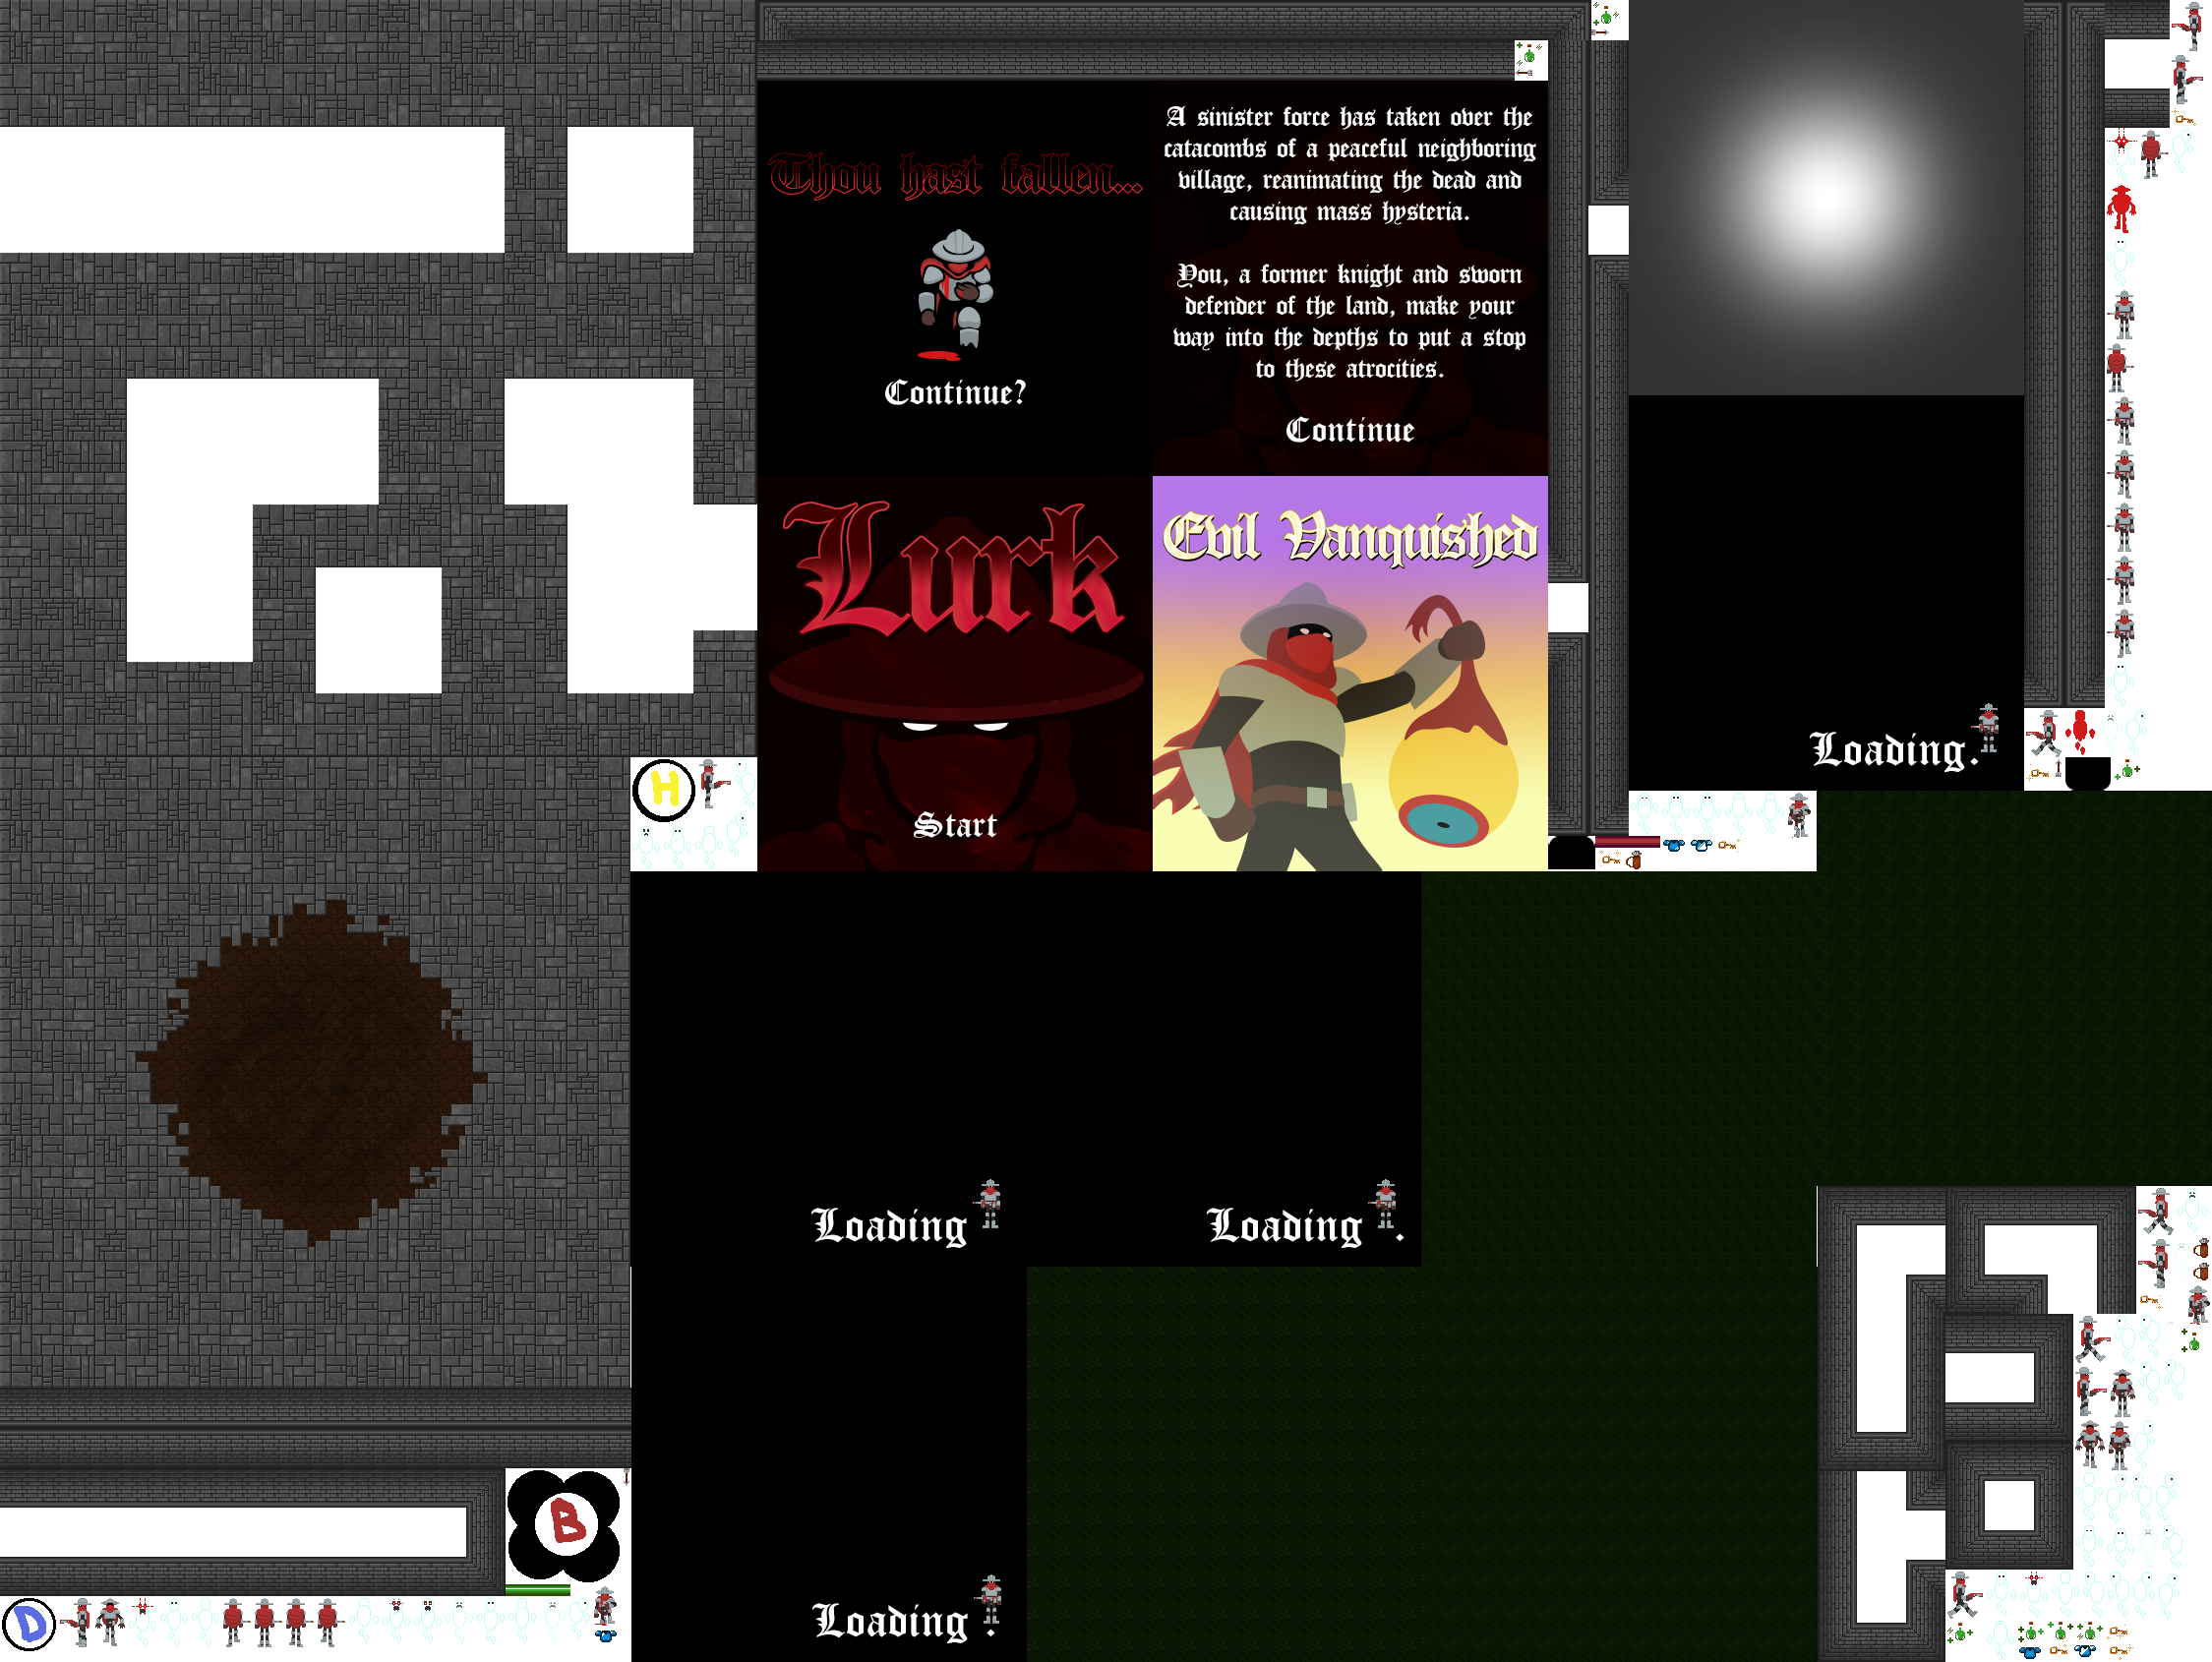 Thou hast fallen...
Continue?
A sinister force has taken over the
catacombs of a peaceful neighboring
village, reanimating the dead and
causing mass hysteria.
You, a former knight and sworn
defender of the land, make your
way into the depths to put a stop
to these atrocities.
Continue
Lurk
Start
Evil Vanquished
Loading.
H
Loading
Loading .
B
D
Loading .